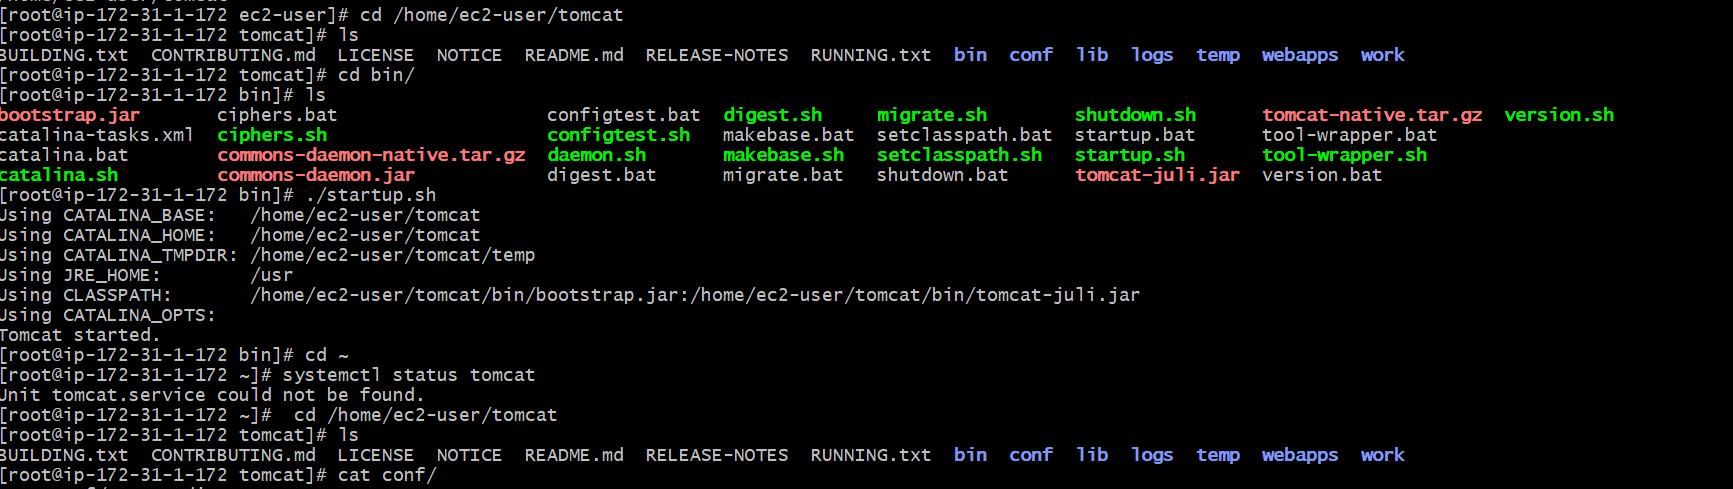 [root@ip-172-31-1-172 ec2-user]# cd /home/ec2-user/tomcat
[root@ip-172-31-1-172 tomcat]# ls
BUILDING.txt CONTRIBUTING.md LICENSE NOTICE README.md RELEASE-NOTES RUNNING.txt bin conf lib logs temp webapps work
[root@ip-172-31-1-172 tomcat]# cd bin/
[root@ip-172-31-1-172 bin]# ls
bootstrap.jar ciphers.bat configtest.bat digest.sh migrate.sh shutdown.sh tomcat-native.tar.gz version.sh
catalina-tasks.xml ciphers.sh configtest.sh makebase.bat setclasspath.bat startup.bat tool-wrapper.bat
catalina.bat commons-daemon-native.tar.gz daemon.sh makebase.sh setclasspath.sh startup.sh tool-wrapper.sh
catalina.sh commons-daemon.jar digest.bat migrate.bat shutdown.bat tomcat-juli.jar version.bat
[root@ip-172-31-1-172 bin]# ./startup.sh
Using CATALINA_BASE:   /home/ec2-user/tomcat
Using CATALINA_HOME:   /home/ec2-user/tomcat
Using CATALINA_TMPDIR: /home/ec2-user/tomcat/temp
Using JRE_HOME:        /usr
Using CLASSPATH:       /home/ec2-user/tomcat/bin/bootstrap.jar:/home/ec2-user/tomcat/bin/tomcat-juli.jar
Using CATALINA_OPTS:
Tomcat started.
[root@ip-172-31-1-172 bin]# cd ~
[root@ip-172-31-1-172 ~]# systemctl status tomcat
Unit tomcat.service could not be found.
[root@ip-172-31-1-172 ~]#  cd /home/ec2-user/tomcat
[root@ip-172-31-1-172 tomcat]# ls
BUILDING.txt CONTRIBUTING.md LICENSE NOTICE README.md RELEASE-NOTES RUNNING.txt bin conf lib logs temp webapps work
[root@ip-172-31-1-172 tomcat]# cat conf/